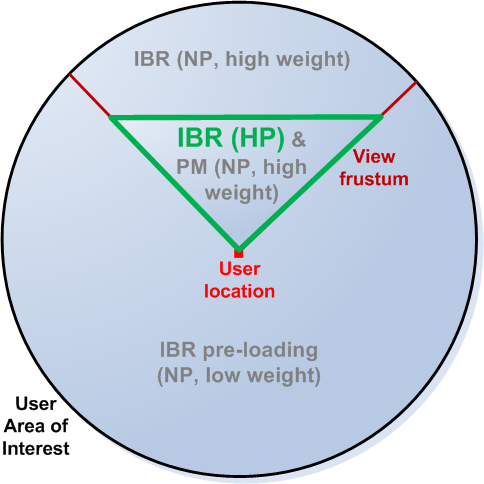 IBR (NP, high weight)
IBR (HP) &
PM (NP, high
weight)
View
frustum
User
location
IBR pre-loading
(NP, low weight)
User
Area of
Interest